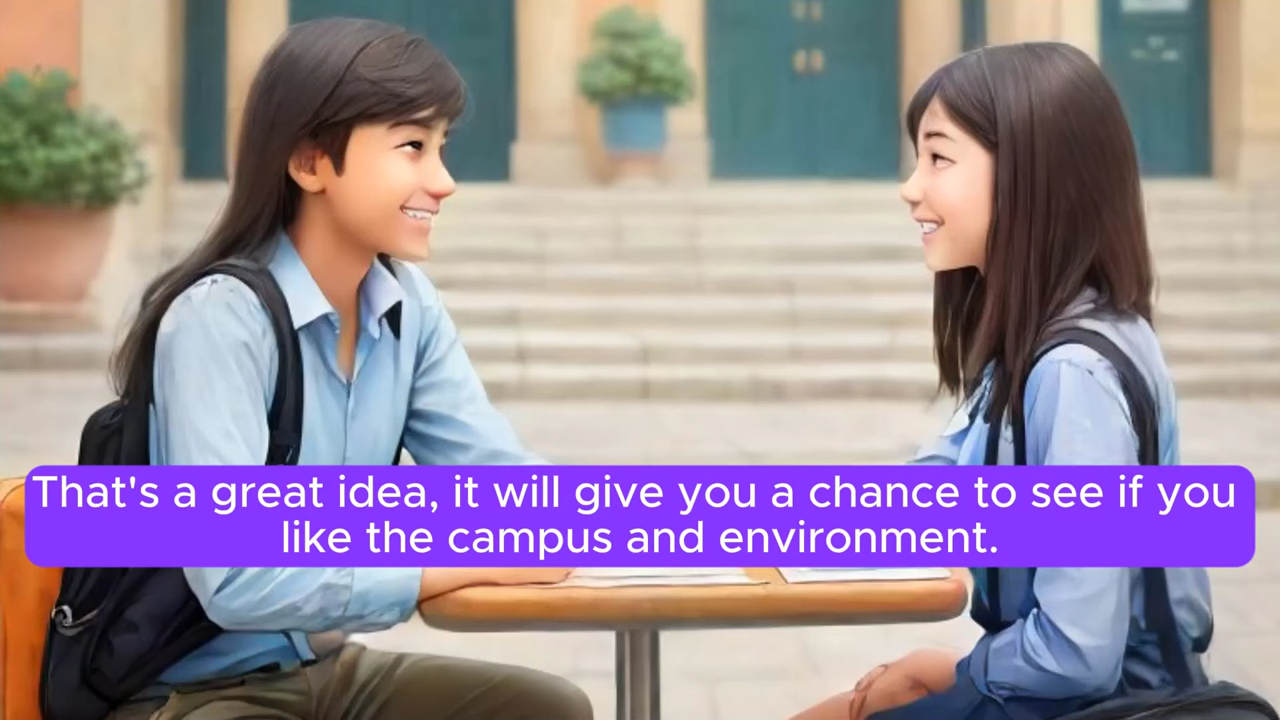 That's a great idea, it will give you a chance to see if you
like the campus and environment.